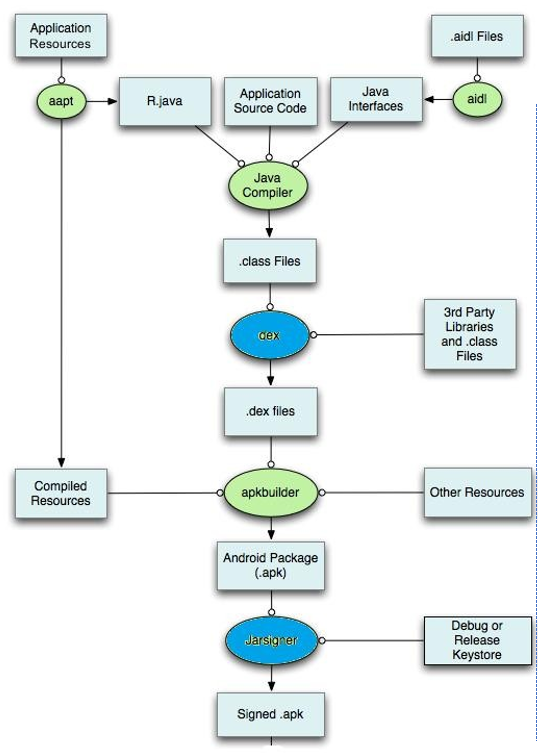 Application
Resources
.aidl Files
aapt
R.java
Application
Source Code
Java
Interfaces
aidl
Java
Compiler
.class Files
dex
3rd Party
Libraries
and .class
Files
.dex files
Compiled
Resources
apkbuilder
Other Resources
Android Package
(.apk)
Jarsigner
Debug or
Release
Keystore
Signed .apk